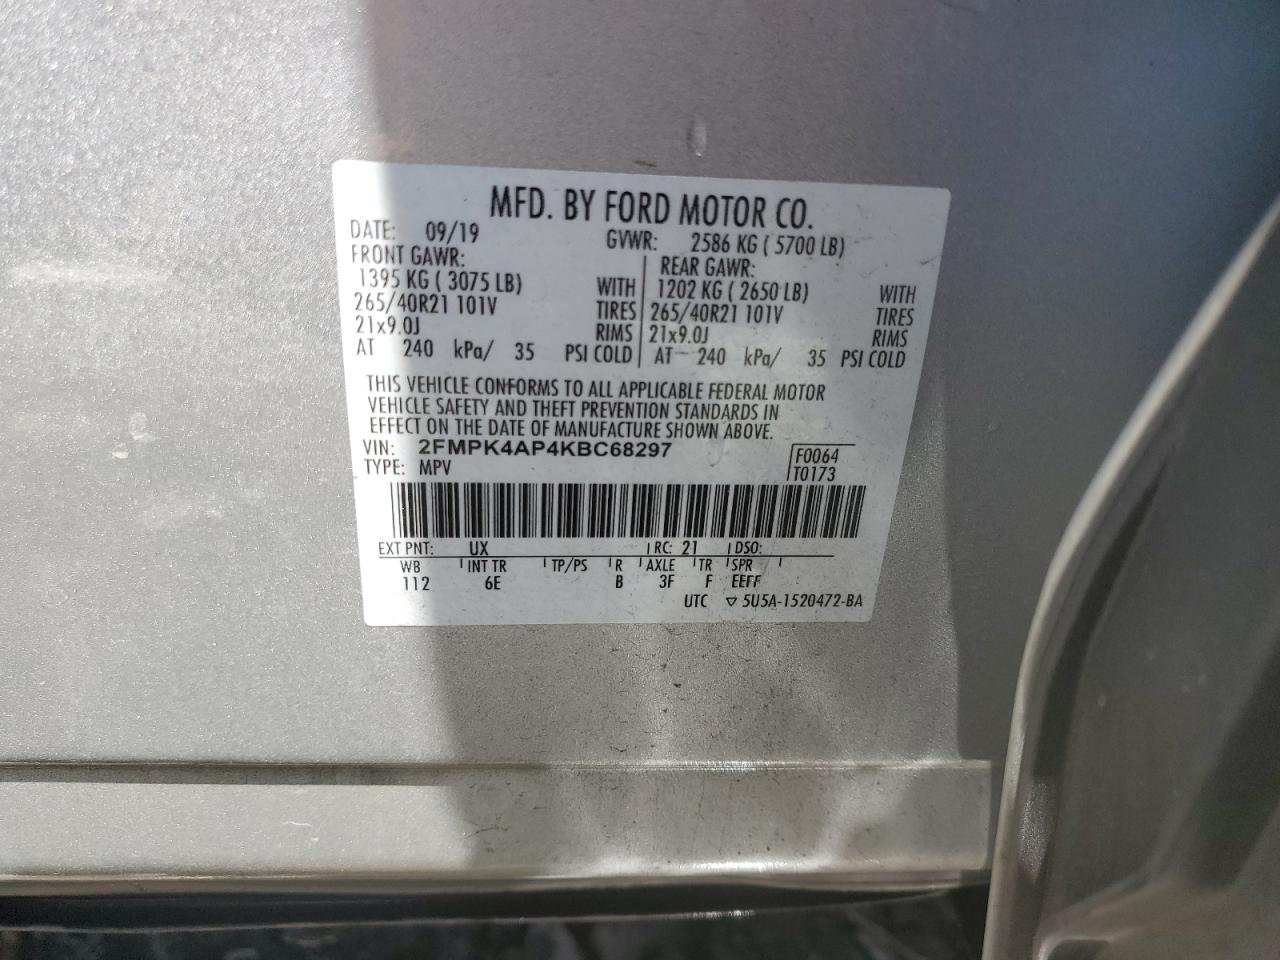 MFD. BY FORD MOTOR CO.
DATE: 09/19 GVWR: 2586 KG ( 5700 LB)
FRONT GAWR: REAR GAWR:
1395 KG ( 3075 LB) WITH 1202 KG ( 2650 LB) WITH
265/40R21 101V TIRES 265/40R21 101V TIRES
21x9.0J RIMS 21x9.0J RIMS
AT 240 kPa/ 35 PSI COLD AT 240 kPa/ 35 PSI COLD
THIS VEHICLE CONFORMS TO ALL APPLICABLE FEDERAL MOTOR
VEHICLE SAFETY AND THEFT PREVENTION STANDARDS IN
EFFECT ON THE DATE OF MANUFACTURE SHOWN ABOVE.
VIN: 2FMPK4AP4KBC68297 F0064
TYPE: MPV T0173
EXT PNT: UX RC: 21 DSO:
WB INT TR TP/PS R AXLE TR SPR
112 6E B 3F F EEFF
UTC ▽ 5U5A-1520472-BA